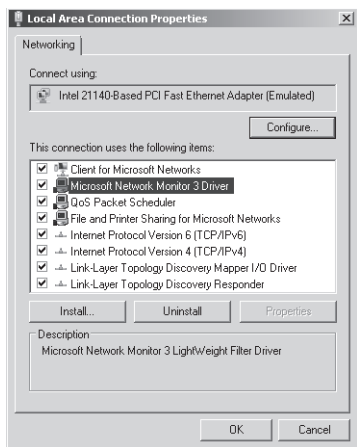 Local Area Connection Properties
Networking
Connect using:
Intel 21140-Based PCI Fast Ethernet Adapter (Emulated)
Configure...
This connection uses the following items:
Client for Microsoft Networks
Microsoft Network Monitor 3 Driver
QoS Packet Scheduler
File and Printer Sharing for Microsoft Networks
Internet Protocol Version 6 (TCP/IPv6)
Internet Protocol Version 4 (TCP/IPv4)
Link-Layer Topology Discovery Mapper I/O Driver
Link-Layer Topology Discovery Responder
Install... Uninstall Properties
Description
Microsoft Network Monitor 3 LightWeight Filter Driver
OK Cancel